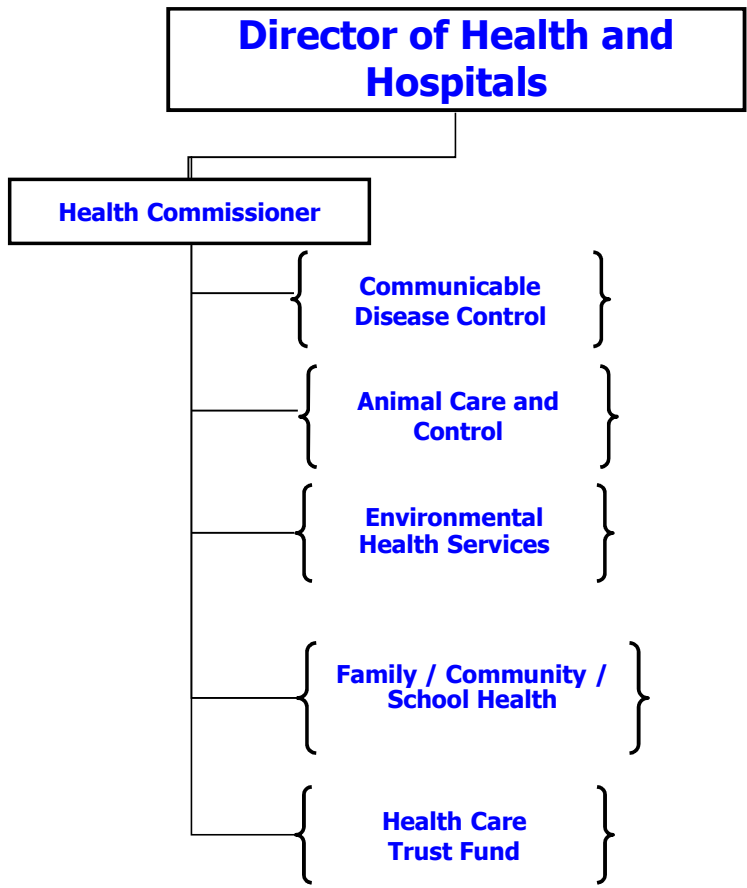 Director of Health and
Hospitals
Health Commissioner
Communicable
Disease Control
Animal Care and
Control
Environmental
Health Services
Family / Community /
School Health
Health Care
Trust Fund